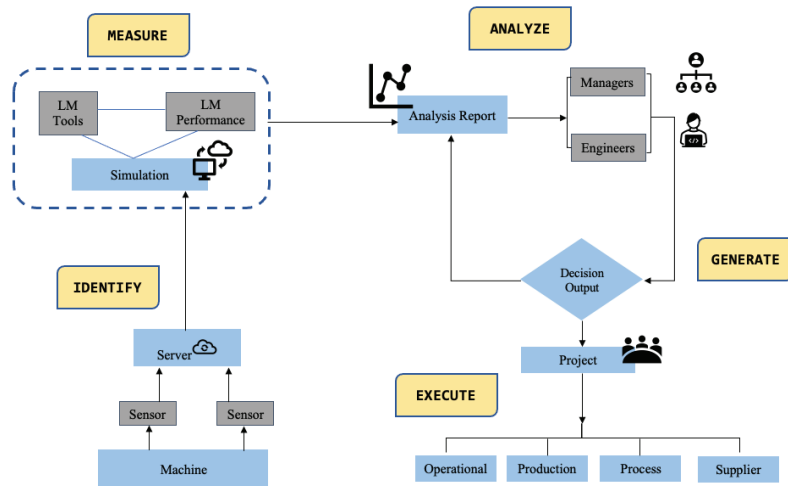 MEASURE
ANALYZE
LM
Tools
LM
Performance
Simulation
Analysis Report
Managers
Engineers
IDENTIFY
GENERATE
Decision
Output
Server
Project
EXECUTE
Sensor
Sensor
Machine
Operational
Production
Process
Supplier